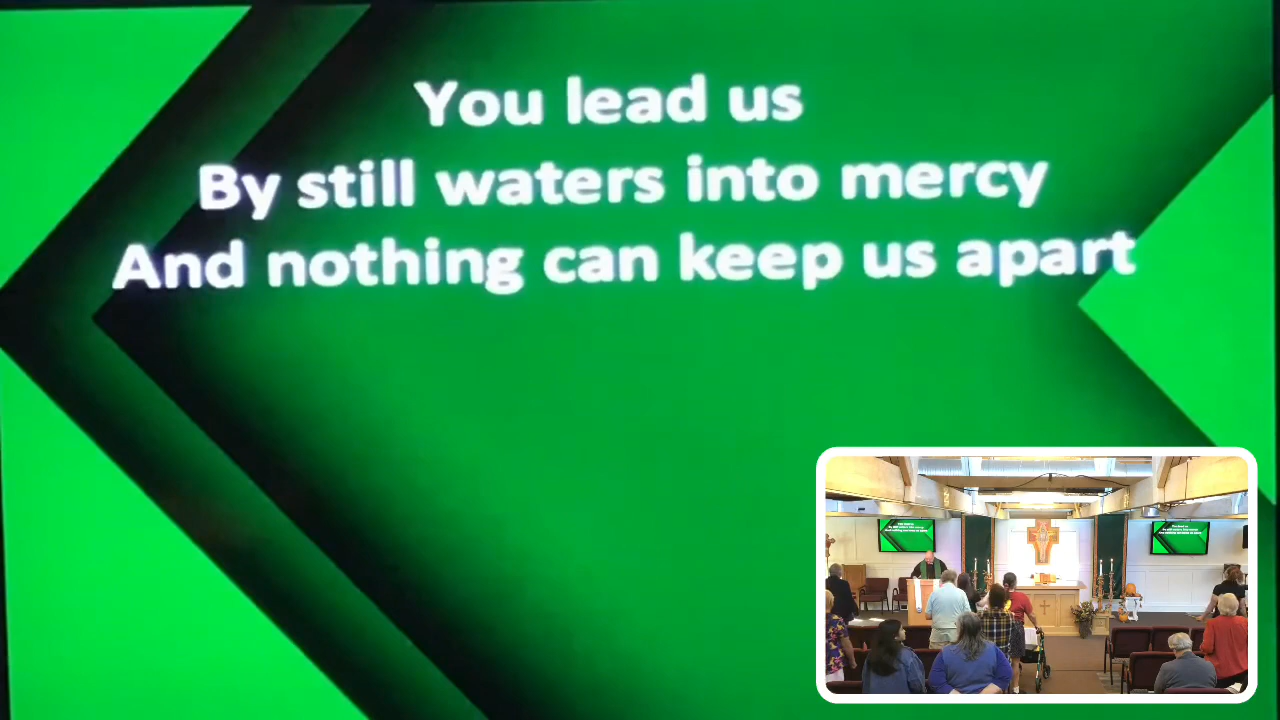 You lead us
By still waters into mercy
And nothing can keep us apart